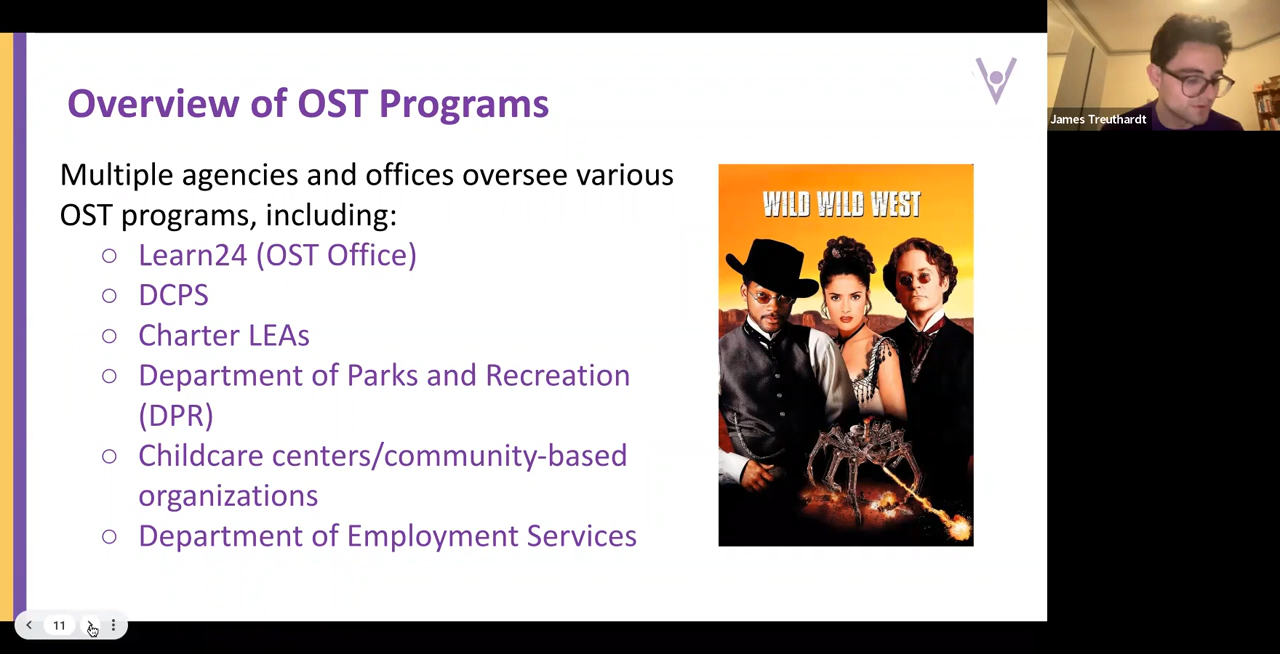 Overview of OST Programs
Multiple agencies and offices oversee various
OST programs, including:
○ Learn24 (OST Office)
○ DCPS
○ Charter LEAs
○ Department of Parks and Recreation
(DPR)
○ Childcare centers/community-based
organizations
○ Department of Employment Services
WILD WILD WEST
James Treuthardt
11